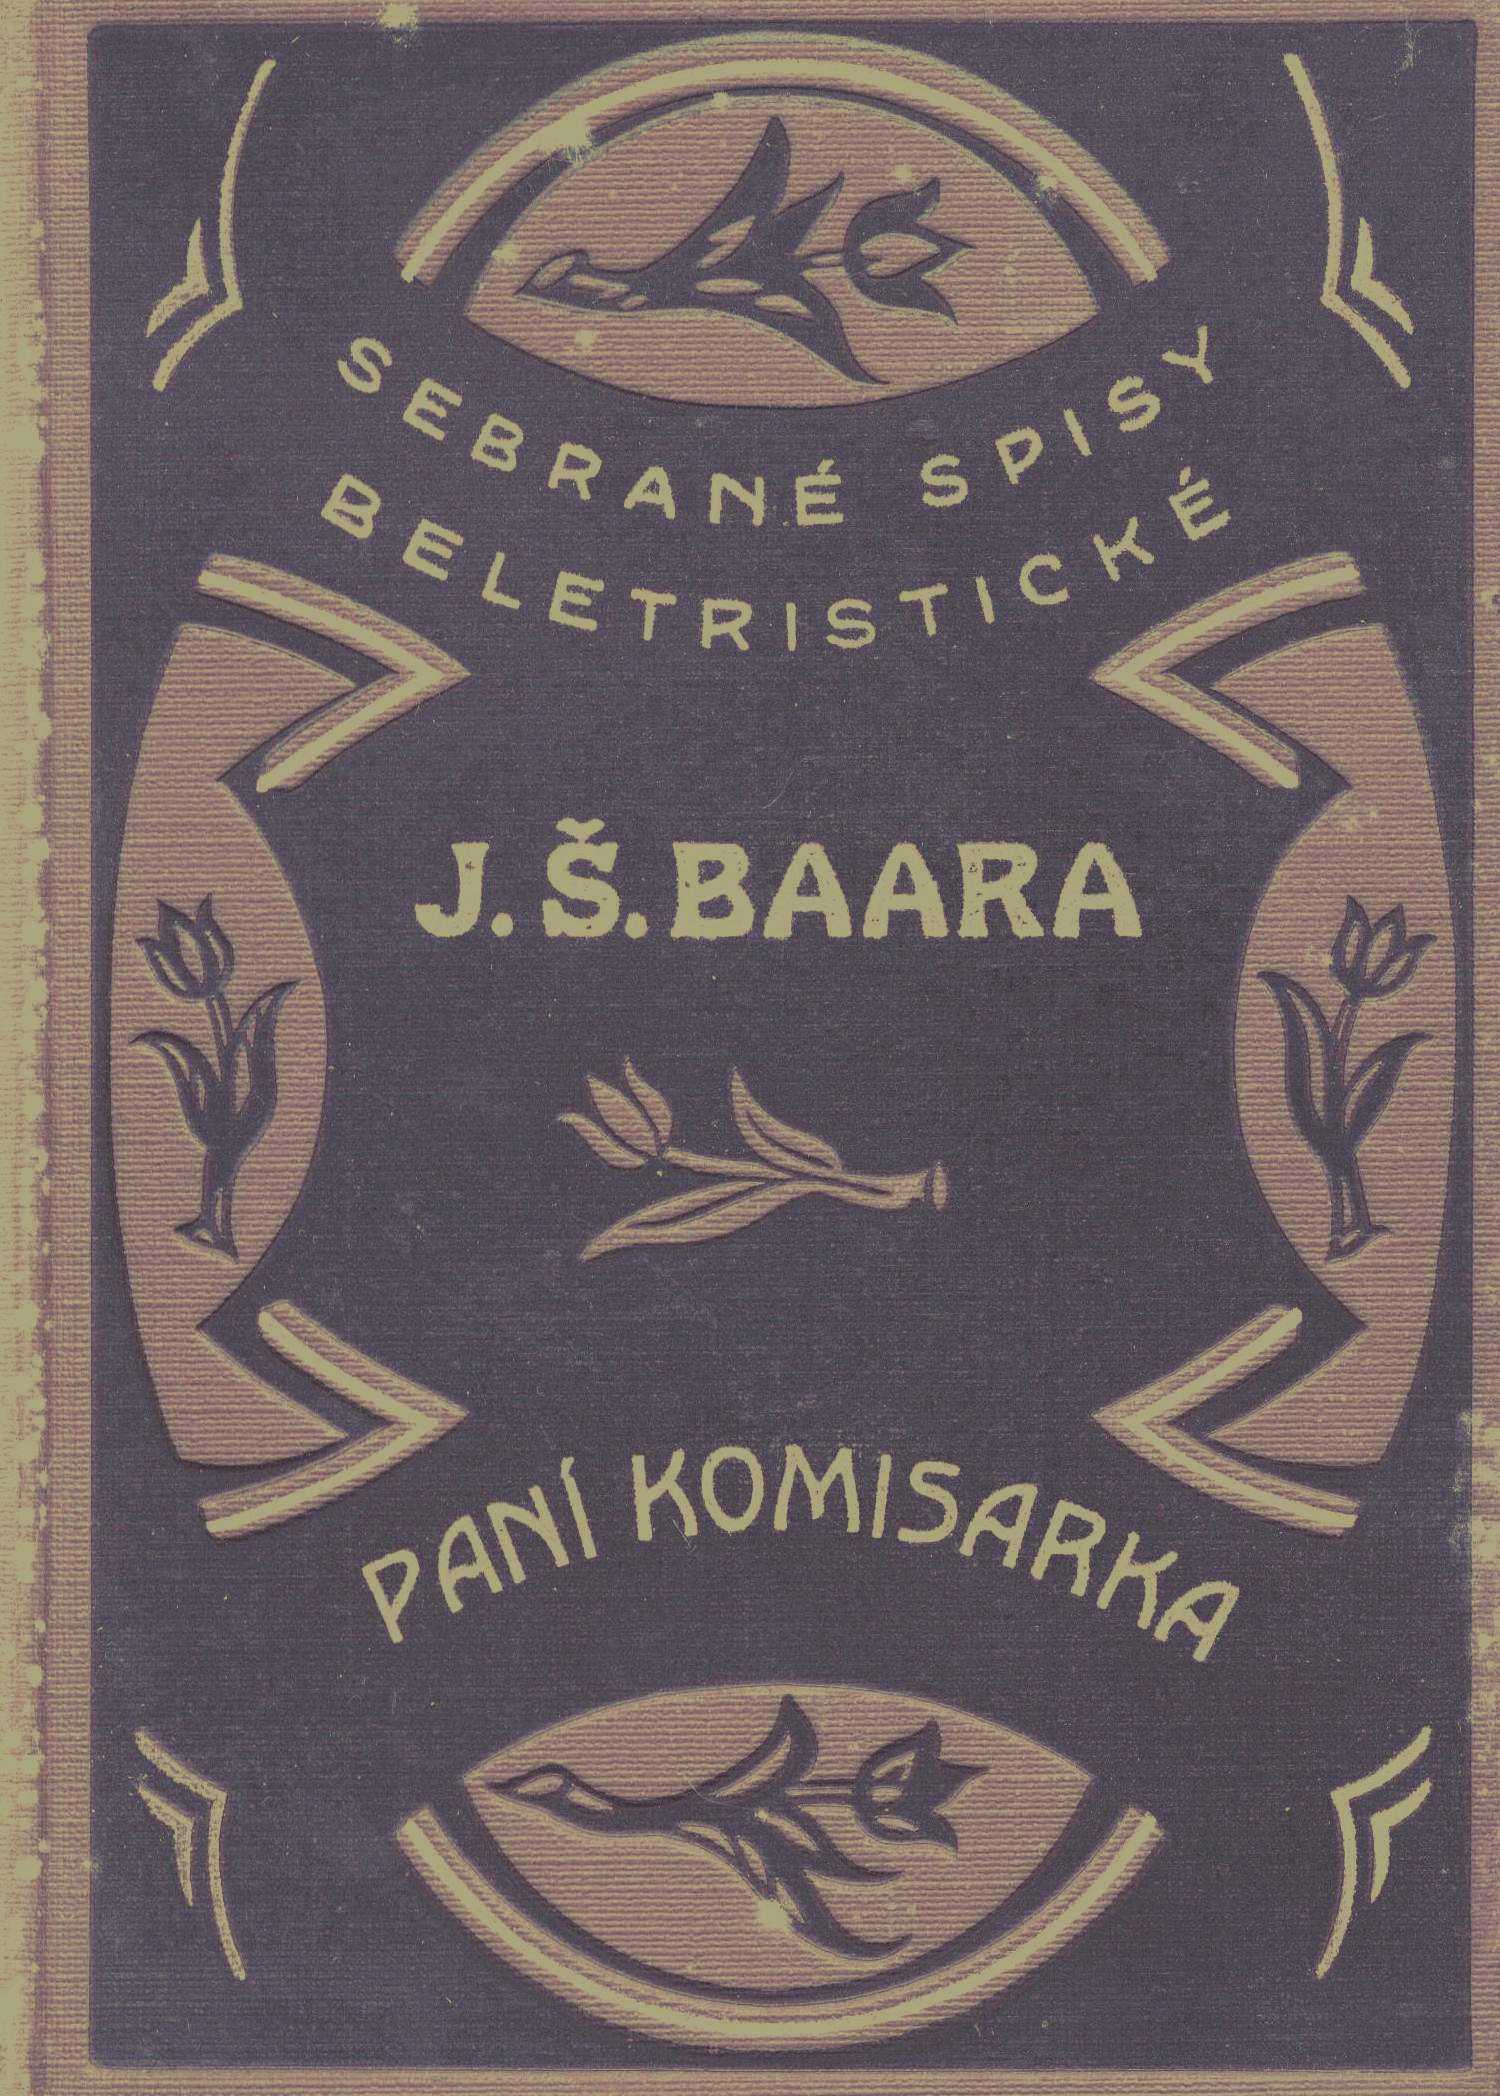 SEBRANÉ SPISY
BELETRISTICKÉ
J. Š. BAARA
PANÍ KOMISARKA